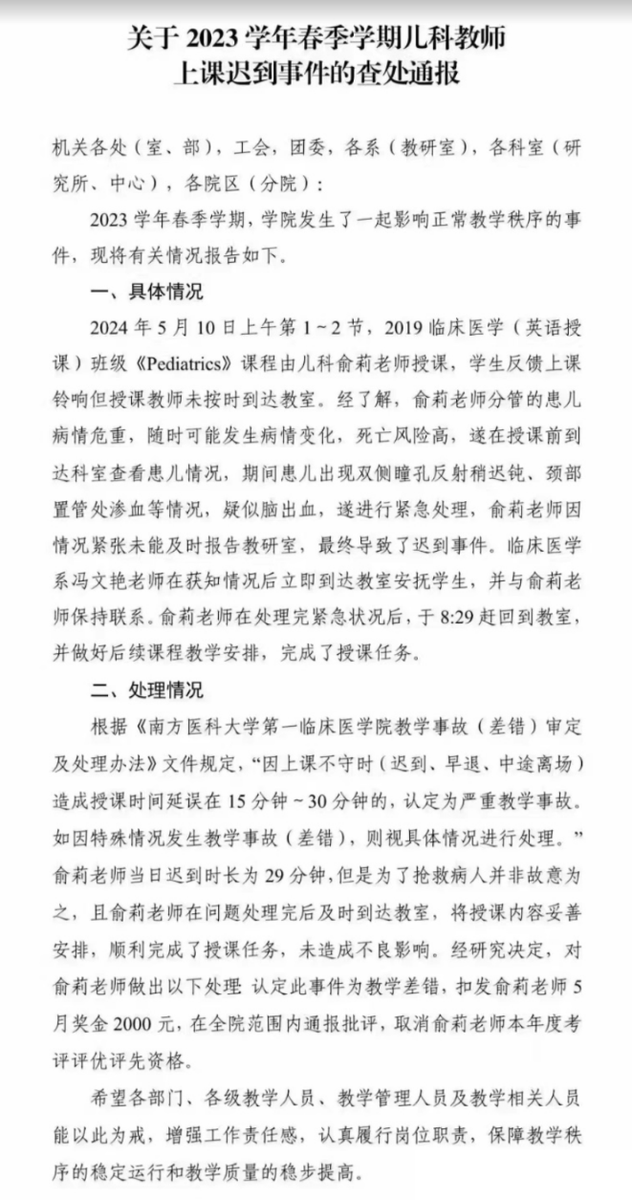 关于 2023 学年春季学期儿科教师
上课迟到事件的查处通报
机关各处（室、部），工会，团委，各系（教研室），各科室（研
究所、中心），各院区（分院）：
2023 学年春季学期，学院发生了一起影响正常教学秩序的事
件，现将有关情况报告如下。
一、具体情况
2024 年 5 月 10 日上午第 1~2 节，2019 临床医学（英语授
课）班级《Pediatrics》课程由儿科俞莉老师授课，学生反馈上课
铃响但授课教师未按时到达教室。经了解，俞莉老师分管的患儿
病情危重，随时可能发生病情变化，死亡风险高，遂在授课前到
达科室查看患儿情况，期间患儿出现双侧瞳孔反射稍迟钝、颈部
置管处渗血等情况，疑似脑出血，遂进行紧急处理，俞莉老师因
情况紧张未能及时报告教研室，最终导致了迟到事件。临床医学
系冯文艳老师在获知情况后立即到达教室安抚学生，并与俞莉老
师保持联系。俞莉老师在处理完紧急状况后，于 8:29 赶回到教室，
并做好后续课程教学安排，完成了授课任务。
二、处理情况
根据《南方医科大学第一临床医学院教学事故（差错）审定
及处理办法》文件规定，“因上课不守时（迟到、早退、中途离场）
造成授课时间延误在 15 分钟~30 分钟的，认定为严重教学事故。
如因特殊情况发生教学事故（差错），则视具体情况进行处理。”
俞莉老师当日迟到时长为 29 分钟，但是为了抢救病人并非故意为
之，且俞莉老师在问题处理完后及时到达教室，将授课内容妥善
安排，顺利完成了授课任务，未造成不良影响。经研究决定，对
俞莉老师做出以下处理 认定此事件为教学差错，扣发俞莉老师 5
月奖金 2000 元，在全院范围内通报批评，取消俞莉老师本年度考
评评优评先资格。
希望各部门、各级教学人员、教学管理人员及教学相关人员
能以此为戒，增强工作责任感，认真履行岗位职责，保障教学秩
序的稳定运行和教学质量的稳步提高。